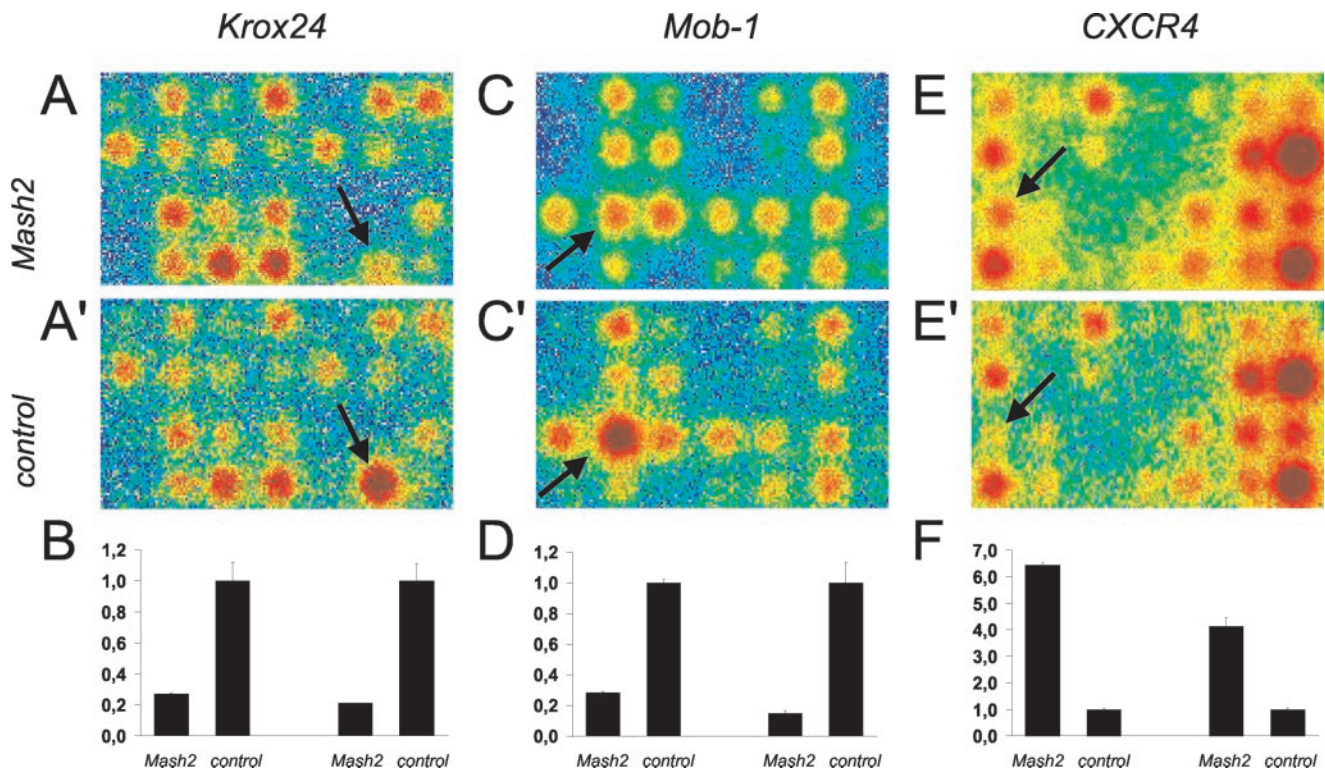 Krox24 Mob-1 CXCR4
A C E
Mash2
A' C' E'
control
B D F
1,2 1,2 7,0
1,0 1,0 6,0
0,8 0,8 5,0
0,6 0,6 4,0
0,4 0,4 3,0
0,2 0,2 2,0
0,0 0,0 1,0
0,0
Mash2 control Mash2 control Mash2 control Mash2 control Mash2 control Mash2 control